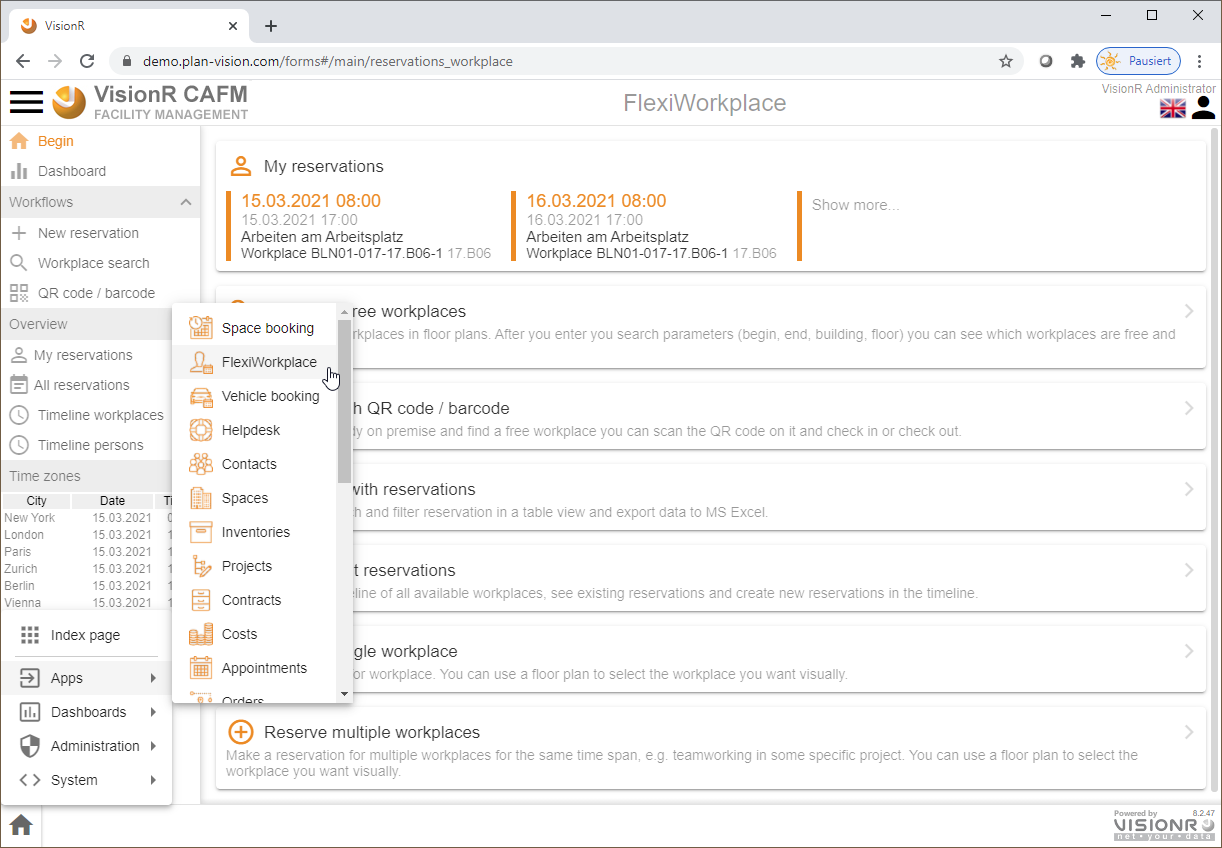 VisionR
demo.plan-vision.com/forms#/main/reservations_workplace
Pausiert
VisionR CAFM
FACILITY MANAGEMENT
FlexiWorkplace
VisionR Administrator
Begin
Dashboard
Workflows
New reservation
Workplace search
QR code / barcode
Overview
My reservations
All reservations
Timeline workplaces
Timeline persons
Time zones
City Date Ti
New York 15.03.2021 0
London 15.03.2021 1
Paris 15.03.2021 1
Zurich 15.03.2021 1
Berlin 15.03.2021 1
Vienna 15.03.2021 1
Index page
Apps
Dashboards
Administration
System
Space booking
FlexiWorkplace
Vehicle booking
Helpdesk
Contacts
Spaces
Inventories
Projects
Contracts
Costs
Appointments
Orders
My reservations
15.03.2021 08:00
15.03.2021 17:00
Arbeiten am Arbeitsplatz
Workplace BLN01-017-17.B06-1 17.B06
16.03.2021 08:00
16.03.2021 17:00
Arbeiten am Arbeitsplatz
Workplace BLN01-017-17.B06-1 17.B06
Show more...
ree workplaces
rkplaces in floor plans. After you enter you search parameters (begin, end, building, floor) you can see which workplaces are free and
h QR code / barcode
dy on premise and find a free workplace you can scan the QR code on it and check in or check out.
with reservations
h and filter reservation in a table view and export data to MS Excel.
t reservations
eline of all available workplaces, see existing reservations and create new reservations in the timeline.
gle workplace
or workplace. You can use a floor plan to select the workplace you want visually.
Reserve multiple workplaces
Make a reservation for multiple workplaces for the same time span, e.g. teamworking in some specific project. You can use a floor plan to select the
workplace you want visually.
Powered by 8.2.47
VISIONR
net • your • data